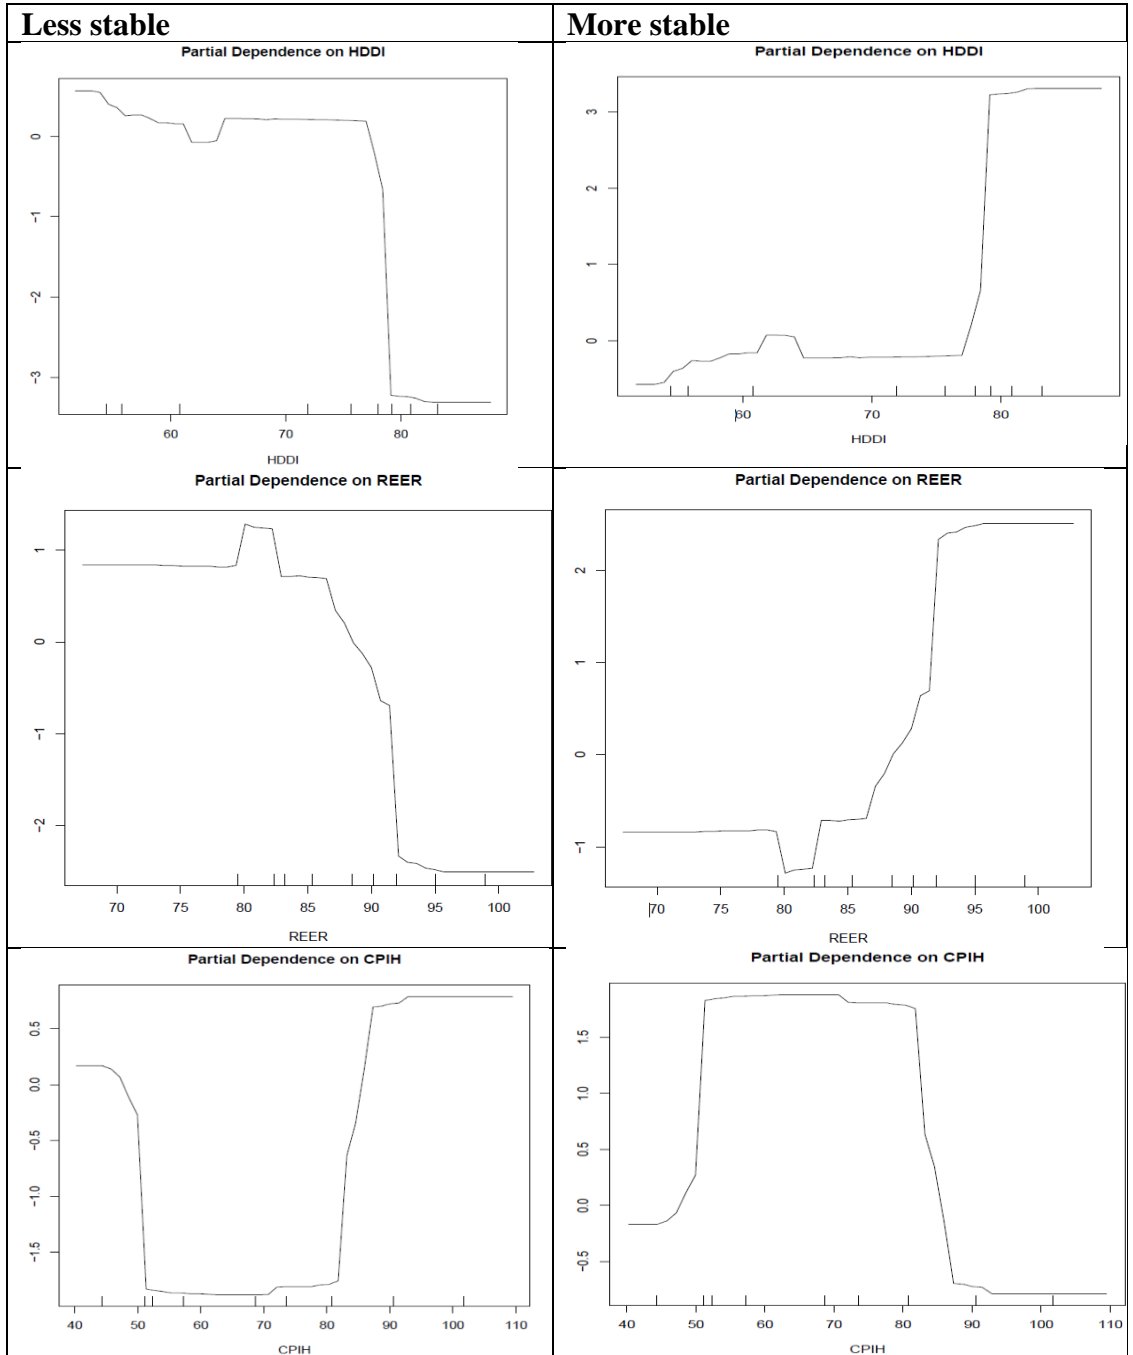 Less stable
More stable
Partial Dependence on HDDI
0
-1
-2
-3
60 70 80
HDDI
Partial Dependence on HDDI
3
2
1
0
60 70 80
HDDI
Partial Dependence on REER
1
0
-1
-2
70 75 80 85 90 95 100
REER
Partial Dependence on REER
2
1
0
-1
70 75 80 85 90 95 100
REER
Partial Dependence on CPIH
0.5
0.0
-0.5
-1.0
-1.5
40 50 60 70 80 90 100 110
CPIH
Partial Dependence on CPIH
1.5
1.0
0.5
0.0
-0.5
40 50 60 70 80 90 100 110
CPIH